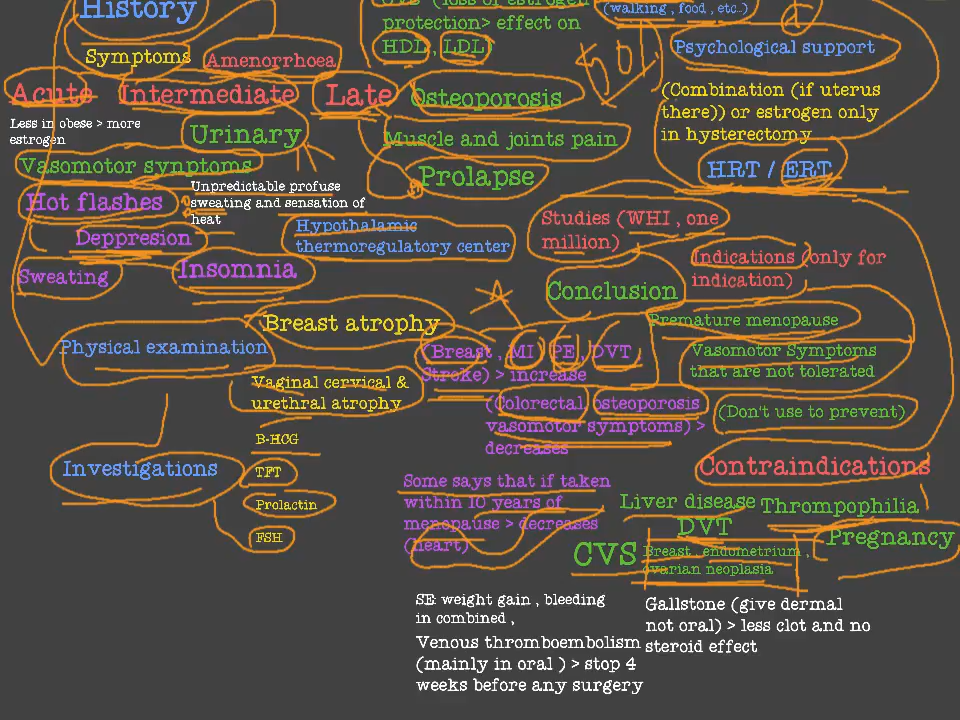 History
Symptoms
Amenorrhoea
Acute
Intermediate
Late
Less in obese > more
estrogen
Urinary
Vasomotor symptoms
Hot flashes
Unpredictable profuse
sweating and sensation of
heat
Deppresion
Hypothalamic
thermoregulatory center
Sweating
Insomnia
protection> effect on
HDL , LDL)
Osteoporosis
Muscle and joints pain
Prolapse
(walking , food , etc..)
Psychological support
(Combination (if uterus
there)) or estrogen only
in hysterectomy
HRT / ERT
Studies (WHI , one
million)
Indications (only for
indication)
Conclusion
Premature menopause
Vasomotor Symptoms
that are not tolerated
(Don't use to prevent)
(Breast , MI , PE , DVT ,
Stroke) > increase
(Colorectal, osteoporosis
vasomotor symptoms) >
decreases
Some says that if taken
within 10 years of
menopause > decreases
(heart)
Breast atrophy
Physical examination
Vaginal cervical &
urethral atrophy
Investigations
B-HCG
TFT
Prolactin
FSH
Contraindications
Liver disease
Thrompophilia
DVT
Pregnancy
CVS
Breast , endometrium ,
ovarian neoplasia
SE: weight gain , bleeding
in combined ,
Venous thromboembolism
(mainly in oral ) > stop 4
weeks before any surgery
Gallstone (give dermal
not oral) > less clot and no
steroid effect